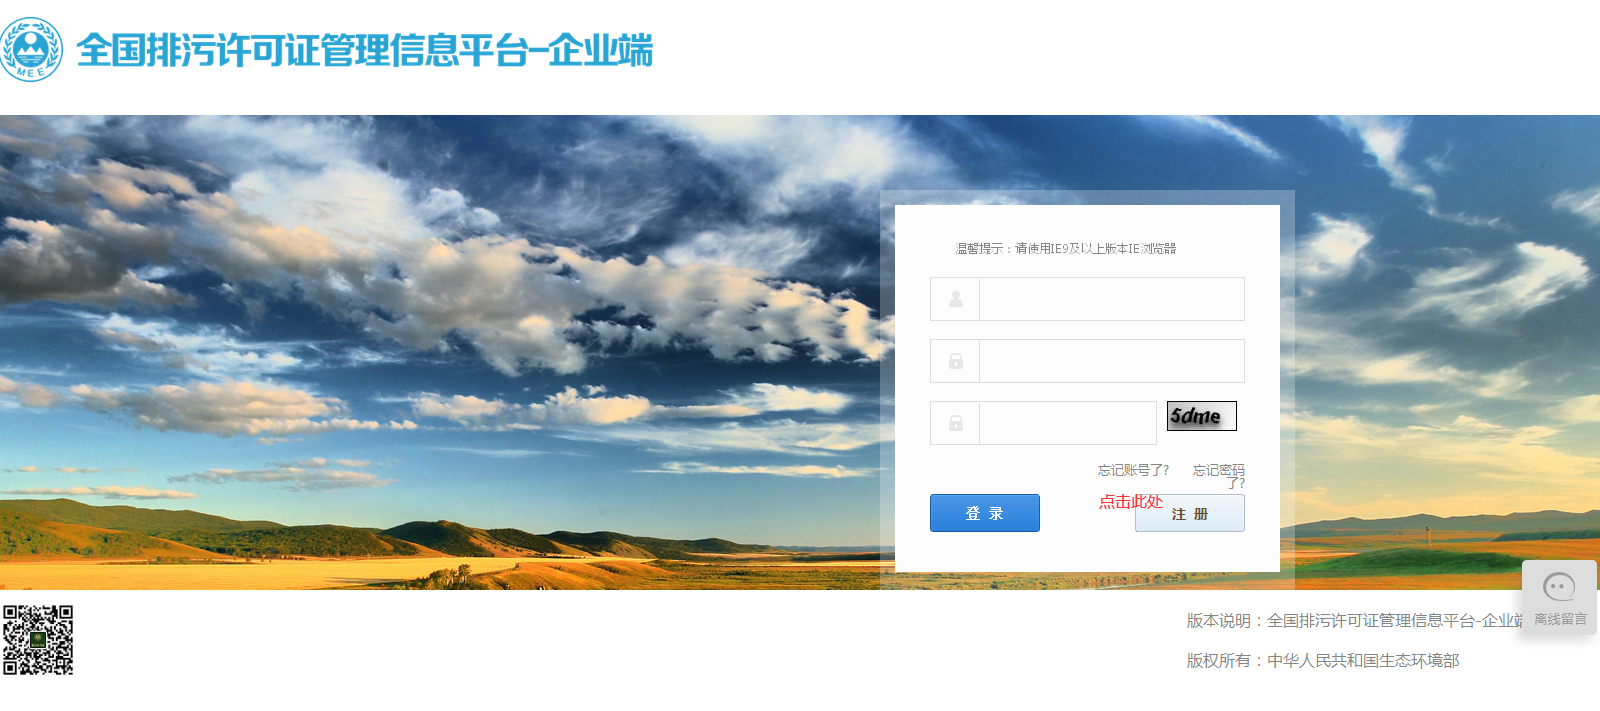 MEE
全国排污许可证管理信息平台-企业端
温馨提示：请使用IE9及以上版本IE浏览器
5dme
忘记账号了?
忘记密码
了?
点击此处
登 录
注 册
离线留言
版本说明：全国排污许可证管理信息平台-企业端
版权所有：中华人民共和国生态环境部